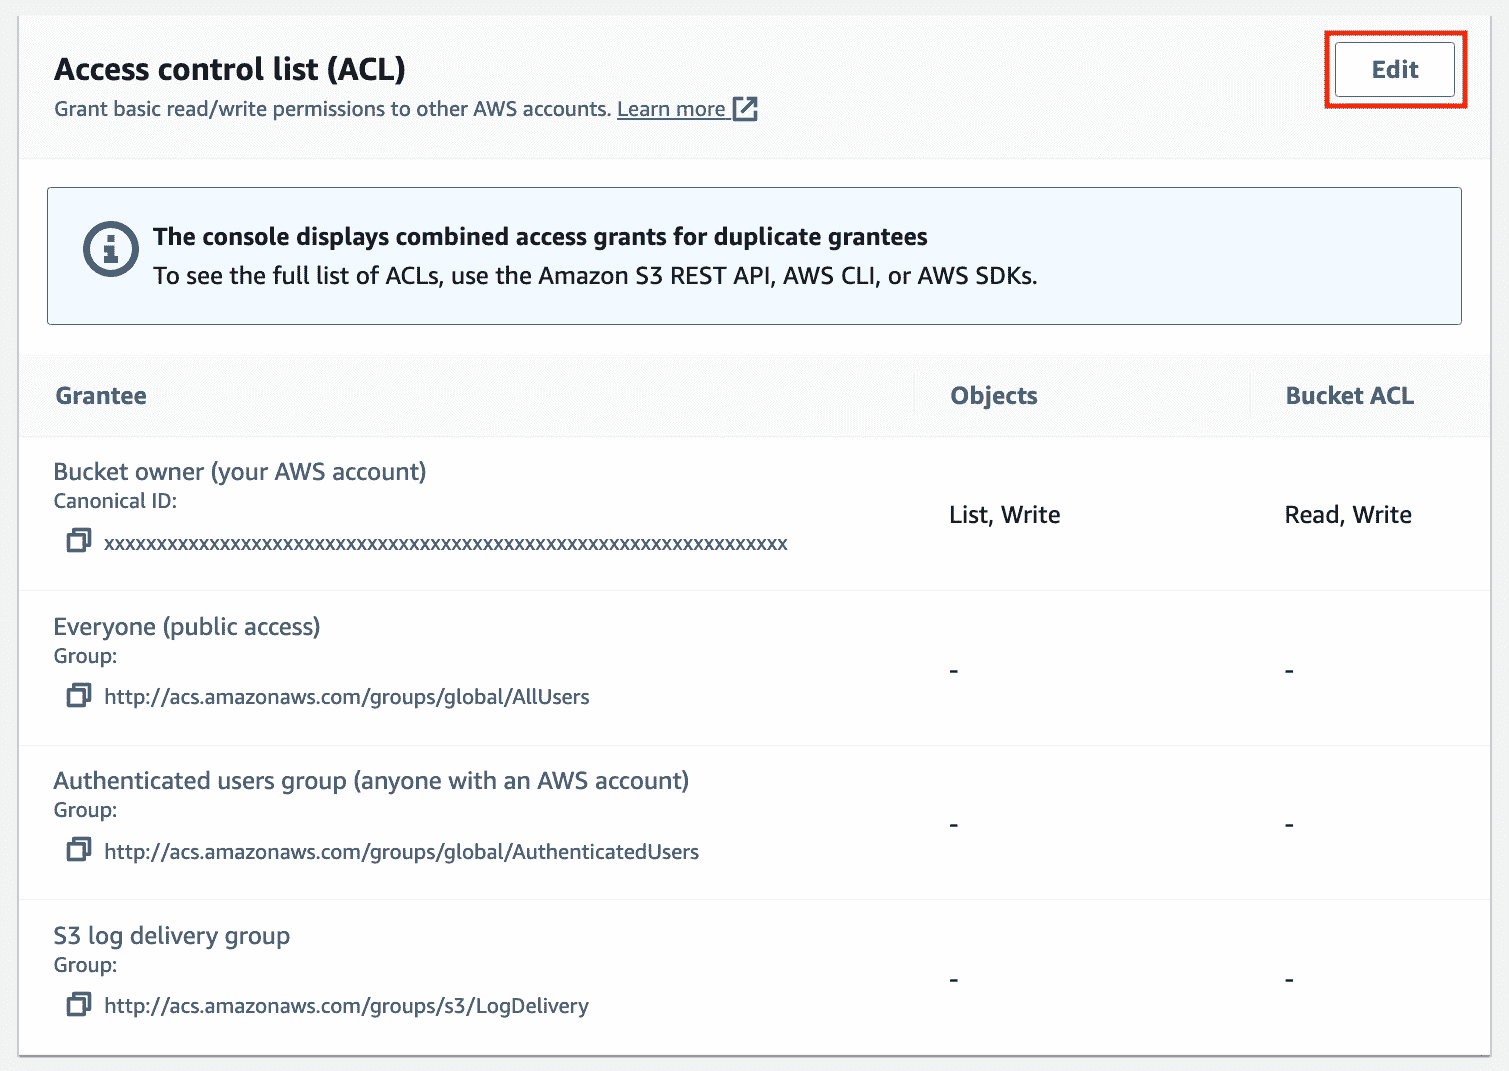 Access control list (ACL)
Edit
Grant basic read/write permissions to other AWS accounts. Learn more
The console displays combined access grants for duplicate grantees
To see the full list of ACLs, use the Amazon S3 REST API, AWS CLI, or AWS SDKs.
Grantee Objects Bucket ACL
Bucket owner (your AWS account)
Canonical ID:
List, Write Read, Write
xxxxxxxxxxxxxxxxxxxxxxxxxxxxxxxxxxxxxxxxxxxxxxxxxxxxxxxxxxxxxxxx
Everyone (public access)
Group:
- -
http://acs.amazonaws.com/groups/global/AllUsers
Authenticated users group (anyone with an AWS account)
Group:
- -
http://acs.amazonaws.com/groups/global/AuthenticatedUsers
S3 log delivery group
Group:
- -
http://acs.amazonaws.com/groups/s3/LogDelivery